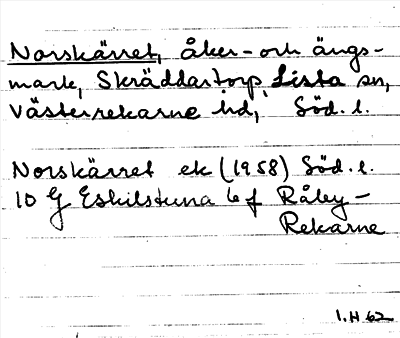 Norskärret, åker- och ängs-
mark, Skräddartorp, Lista sn,
Västerrekarne hd, Söd. l.
Norskärret ek (1958) Söd. l.
10 G Eskilstuna 6 f Råby-
Rekarne
I.H 62